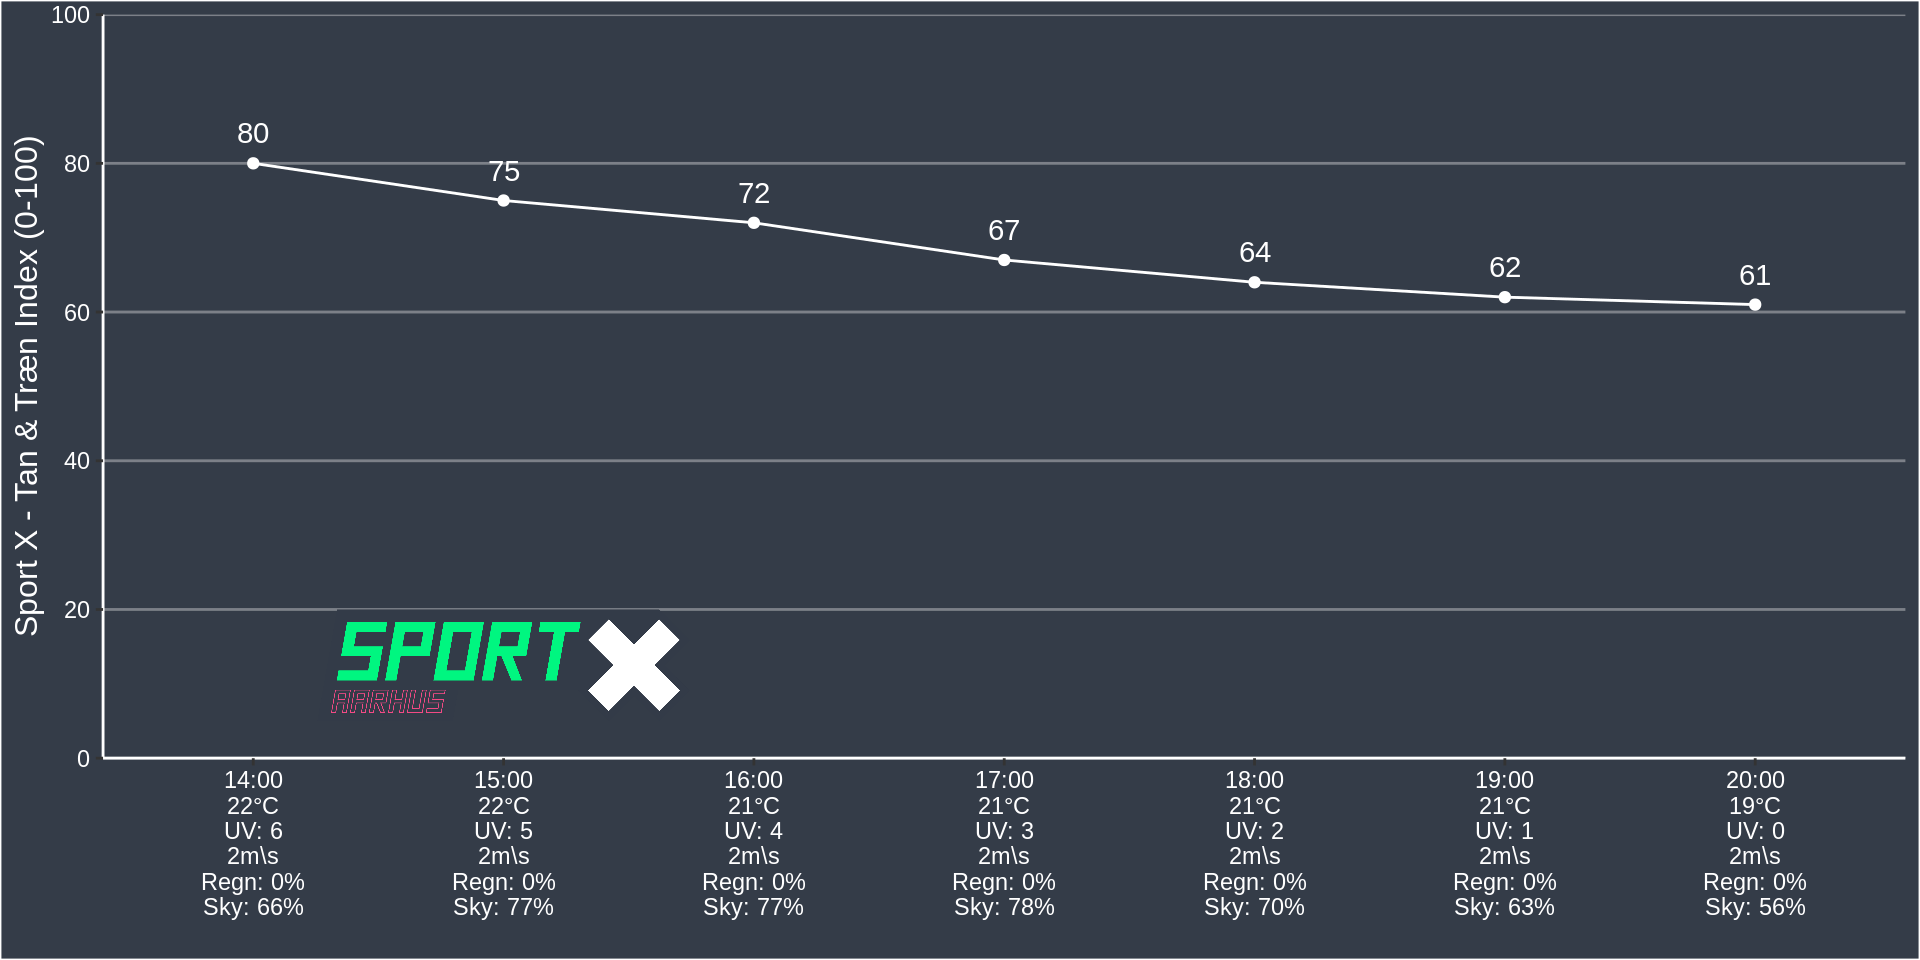 Sport X - Tan & Træn Index (0-100)
100
80
60
40
20
0
80
75
72
67
64
62
61
SPORT X
AARHUS
14:00 15:00 16:00 17:00 18:00 19:00 20:00
22°C 22°C 21°C 21°C 21°C 21°C 19°C
UV: 6 UV: 5 UV: 4 UV: 3 UV: 2 UV: 1 UV: 0
2m\s 2m\s 2m\s 2m\s 2m\s 2m\s 2m\s
Regn: 0% Regn: 0% Regn: 0% Regn: 0% Regn: 0% Regn: 0% Regn: 0%
Sky: 66% Sky: 77% Sky: 77% Sky: 78% Sky: 70% Sky: 63% Sky: 56%